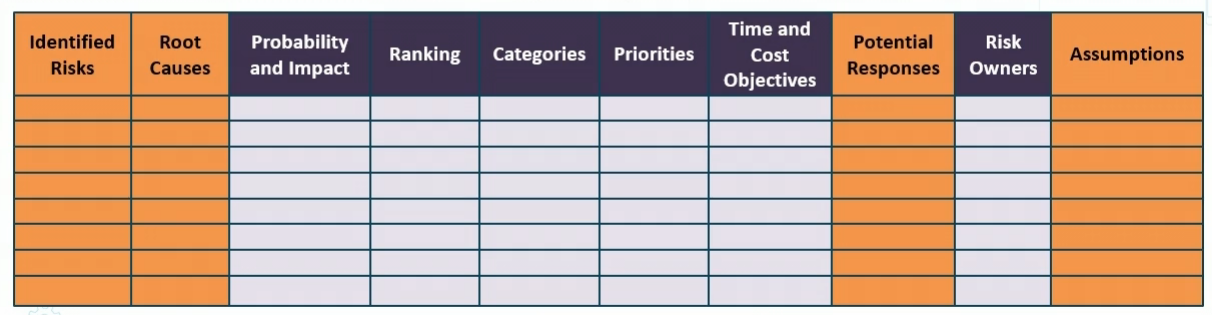 Identified
Risks
Root
Causes
Probability
and Impact
Ranking
Categories
Priorities
Time and
Cost
Objectives
Potential
Responses
Risk
Owners
Assumptions